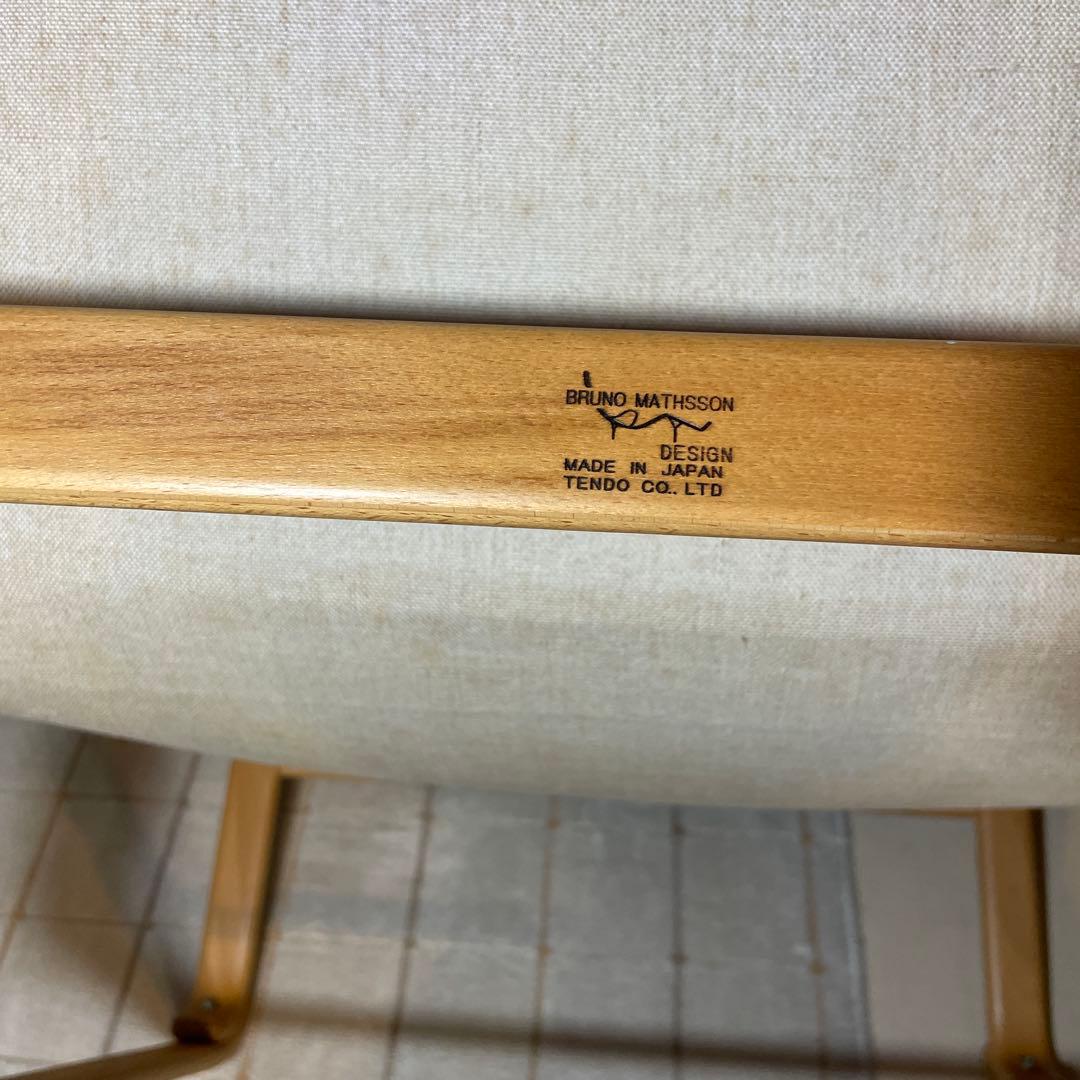 BRUNO MATHSSON
DESIGN
MADE IN JAPAN
TENDO CO., LTD